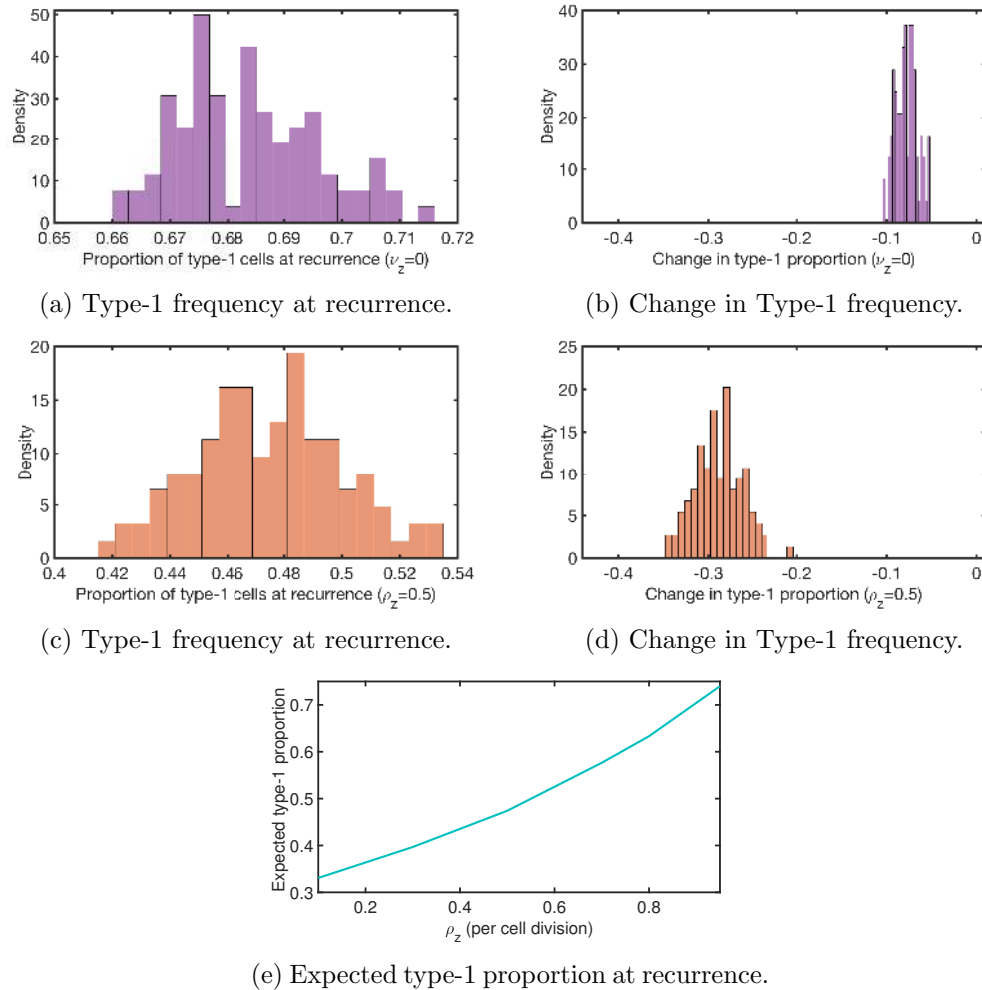 50
40
30
20
10
0
Density
0.65 0.66 0.67 0.68 0.69 0.7 0.71 0.72
Proportion of type-1 cells at recurrence (ν_z=0)
(a) Type-1 frequency at recurrence.
40
30
20
10
0
Density
-0.4 -0.3 -0.2 -0.1 0
Change in type-1 proportion (ν_z=0)
(b) Change in Type-1 frequency.
20
15
10
5
0
Density
0.4 0.42 0.44 0.46 0.48 0.5 0.52 0.54
Proportion of type-1 cells at recurrence (ρ_z=0.5)
(c) Type-1 frequency at recurrence.
25
20
15
10
5
0
Density
-0.4 -0.3 -0.2 -0.1 0
Change in type-1 proportion (ρ_z=0.5)
(d) Change in Type-1 frequency.
0.7
0.6
0.5
0.4
0.3
Expected type-1 proportion
0.2 0.4 0.6 0.8
ρ_z (per cell division)
(e) Expected type-1 proportion at recurrence.